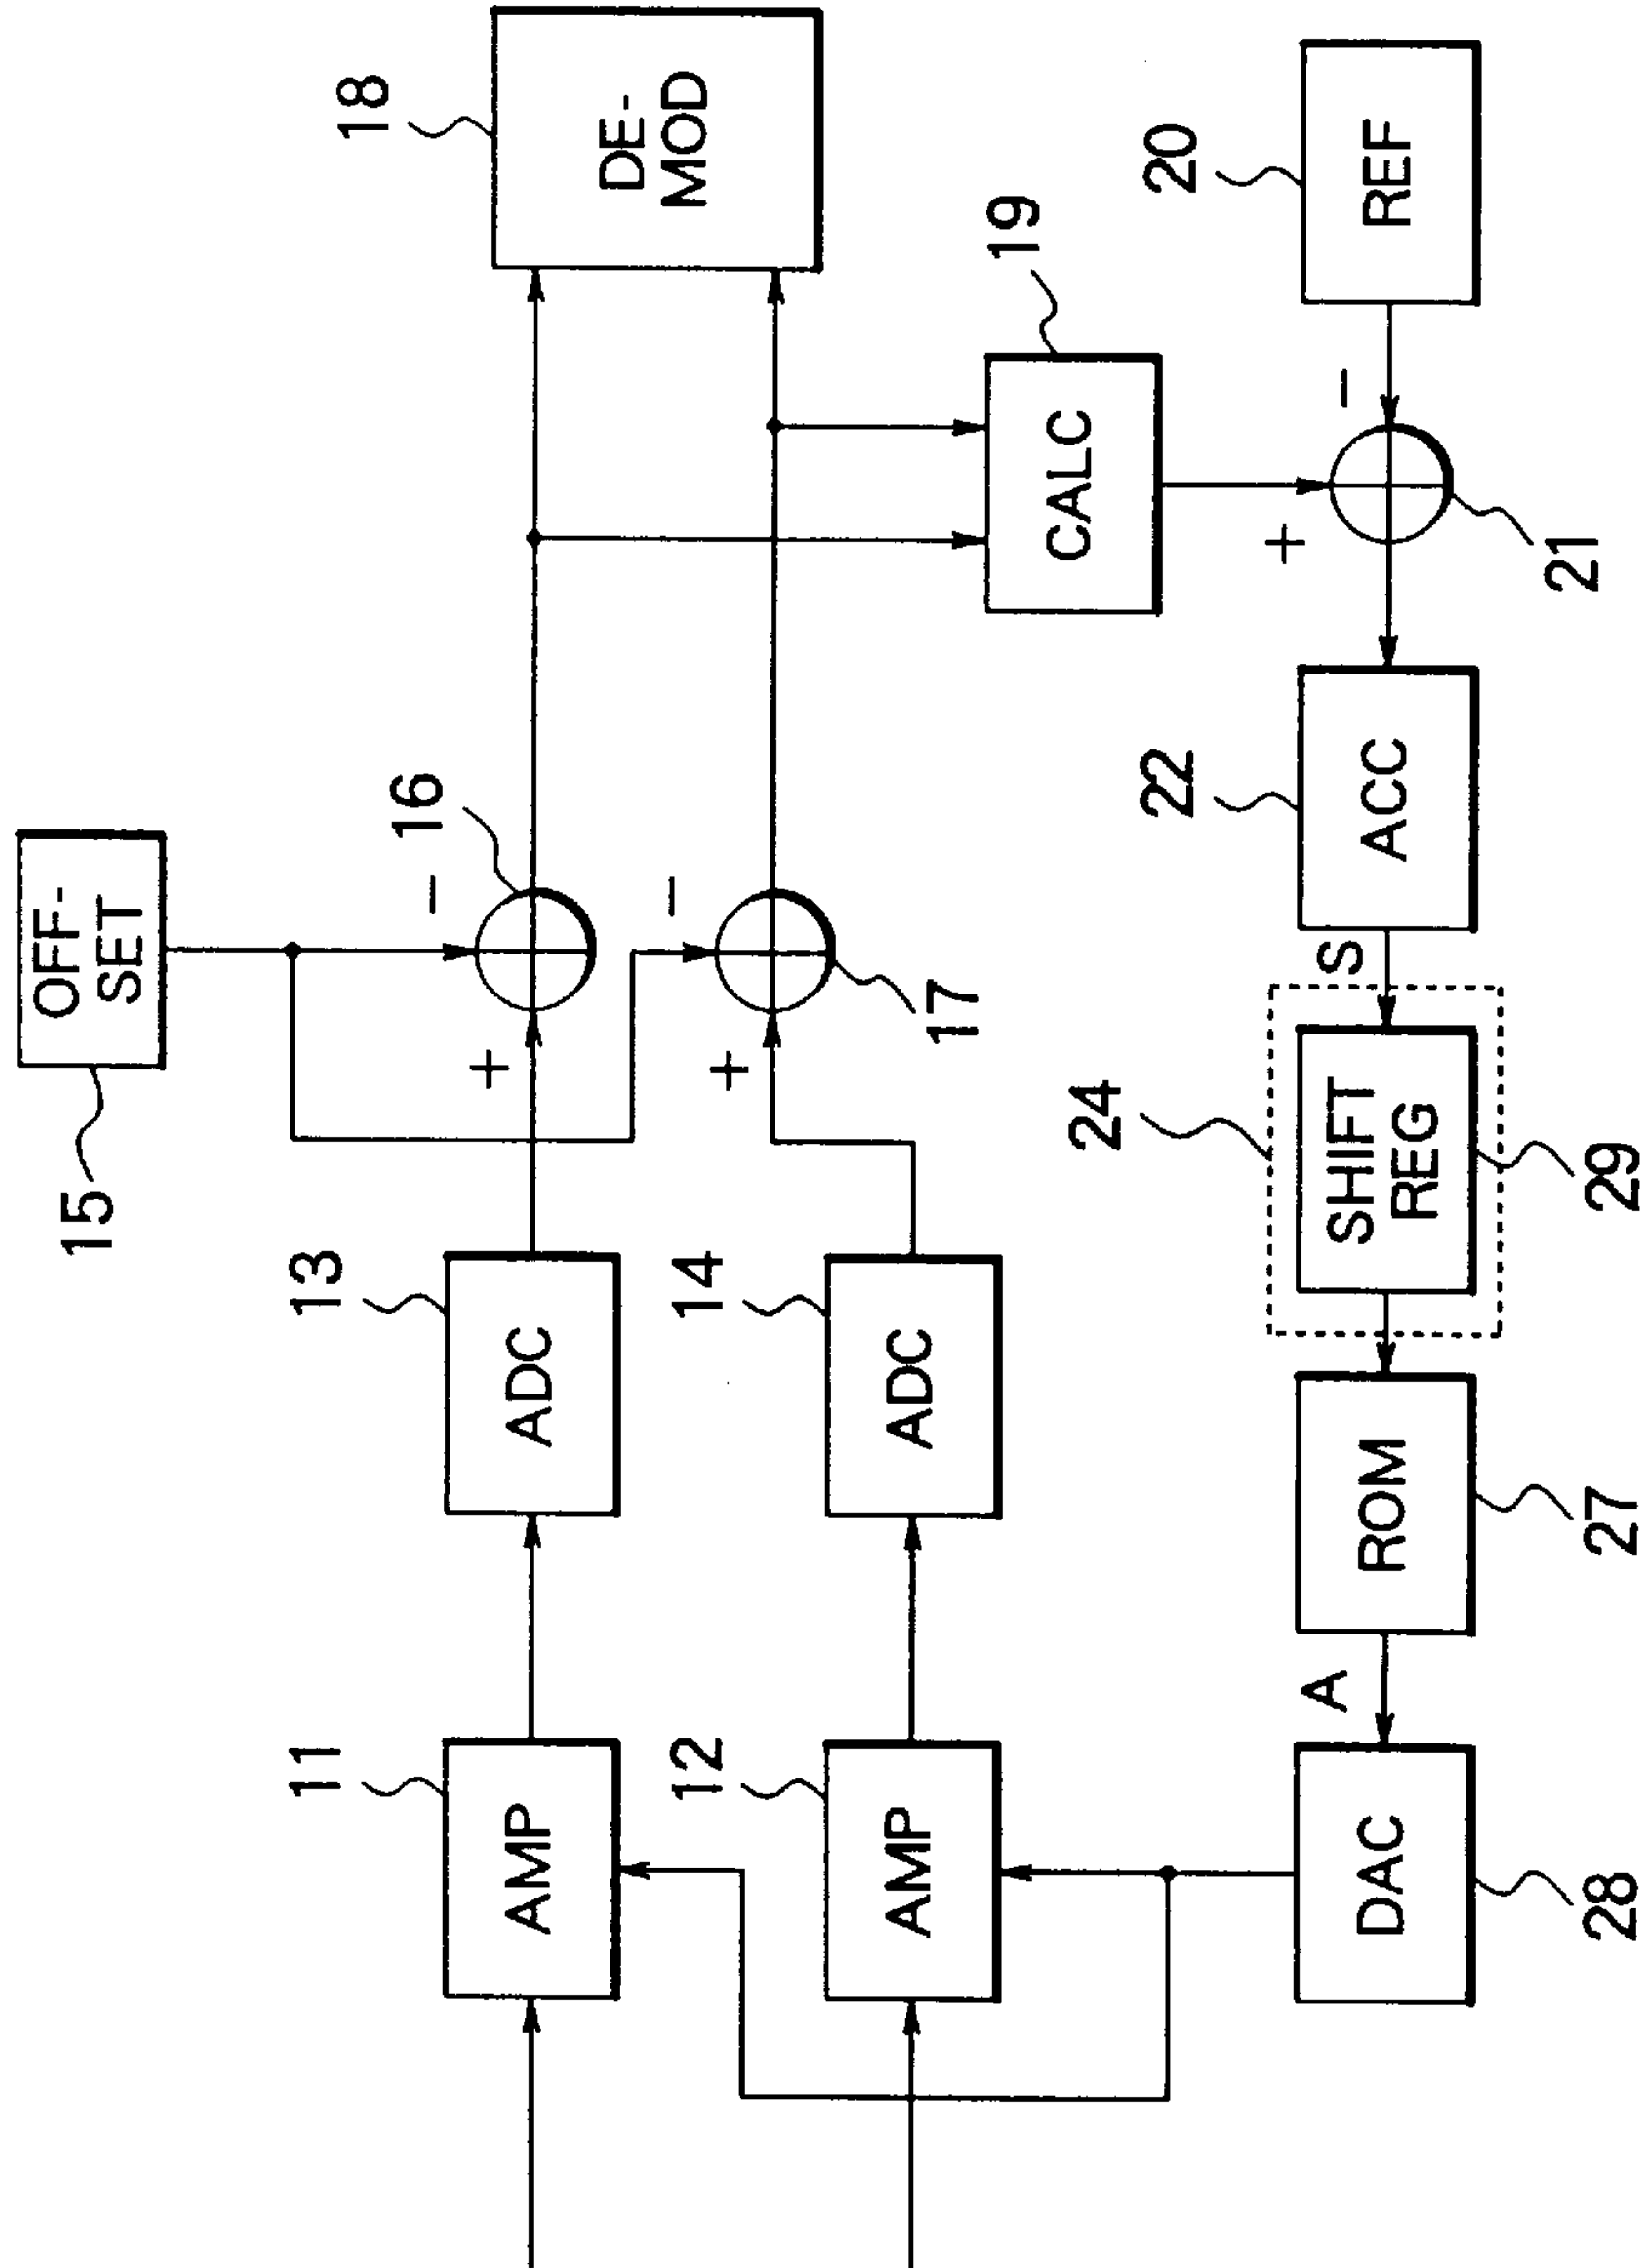 OFF-
SET
15
16
-
+
17
-
+
18
DE-
MOD
11
AMP
13
ADC
12
AMP
14
ADC
19
CALC
20
REF
-
+
21
22
ACC
S
24
SHIFT
REG
29
ROM
27
A
DAC
28